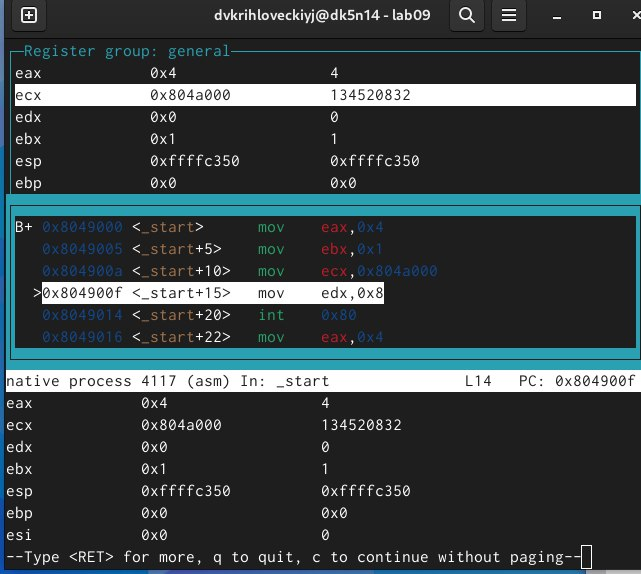 dvkrihloveckiyj@dk5n14 - lab09
Register group: general
eax 0x4 4
ecx 0x804a000 134520832
edx 0x0 0
ebx 0x1 1
esp 0xffffc350 0xffffc350
ebp 0x0 0x0
B+ 0x8049000 <_start> mov eax,0x4
0x8049005 <_start+5> mov ebx,0x1
0x804900a <_start+10> mov ecx,0x804a000
>0x804900f <_start+15> mov edx,0x8
0x8049014 <_start+20> int 0x80
0x8049016 <_start+22> mov eax,0x4
native process 4117 (asm) In: _start L14 PC: 0x804900f
eax 0x4 4
ecx 0x804a000 134520832
edx 0x0 0
ebx 0x1 1
esp 0xffffc350 0xffffc350
ebp 0x0 0x0
esi 0x0 0
--Type <RET> for more, q to quit, c to continue without paging--